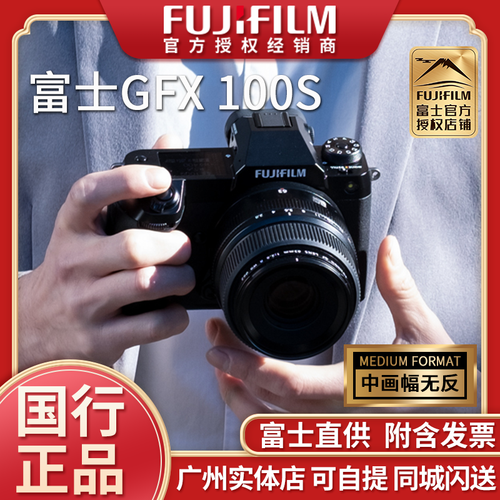 FUJIFILM
官方授权经销商
富士GFX 100S
FUJIFILM
富士官方
授权店铺
FUJIFILM
MEDIUM FORMAT
中画幅无反
国行
正品
富士直供 附含发票
广州实体店 可自提 同城闪送